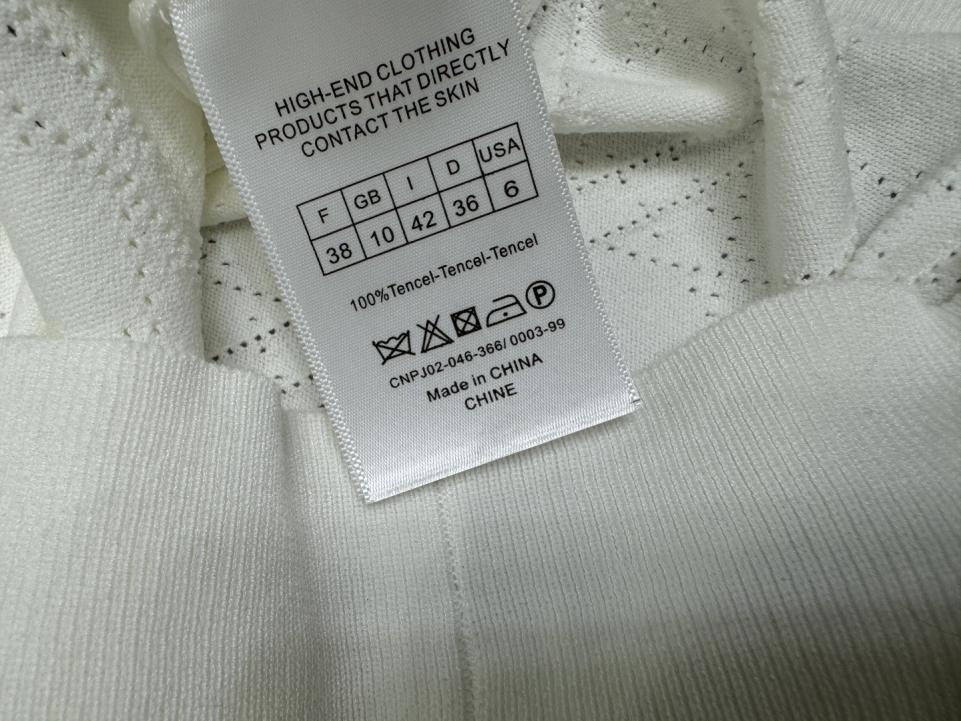 HIGH-END CLOTHING
PRODUCTS THAT DIRECTLY
CONTACT THE SKIN
F GB I D USA
38 10 42 36 6
100%Tencel-Tencel-Tencel
P
CNPJ02-046-366/ 0003-99
Made in CHINA
CHINE